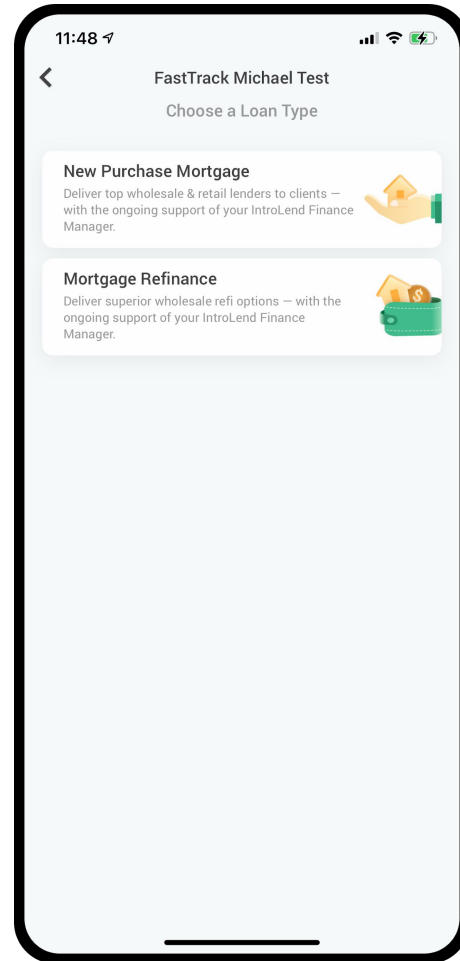 11:48
FastTrack Michael Test
Choose a Loan Type
New Purchase Mortgage
Deliver top wholesale & retail lenders to clients —
with the ongoing support of your IntroLend Finance
Manager.
Mortgage Refinance
Deliver superior wholesale refi options — with the
ongoing support of your IntroLend Finance
Manager.
$